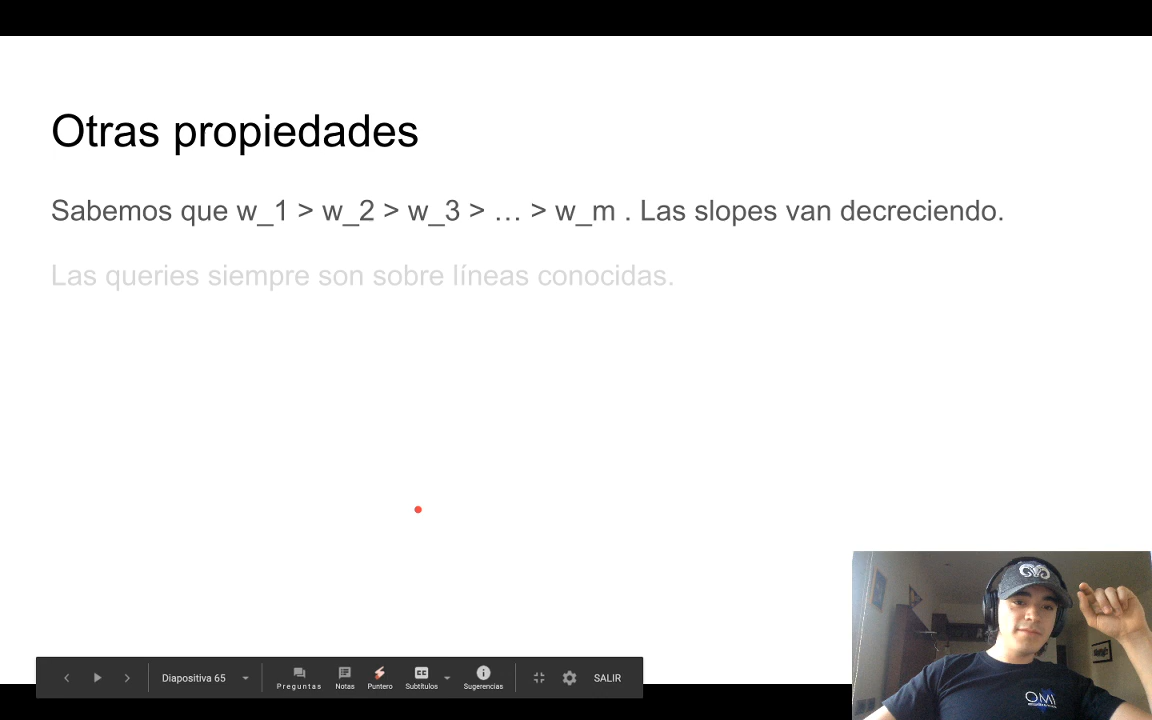 Otras propiedades
Sabemos que w_1 > w_2 > w_3 > … > w_m . Las slopes van decreciendo.
Las queries siempre son sobre líneas conocidas.
Diapositiva 65
Preguntas
Notas
Puntero
Subtítulos
Sugerencias
SALIR
OMI